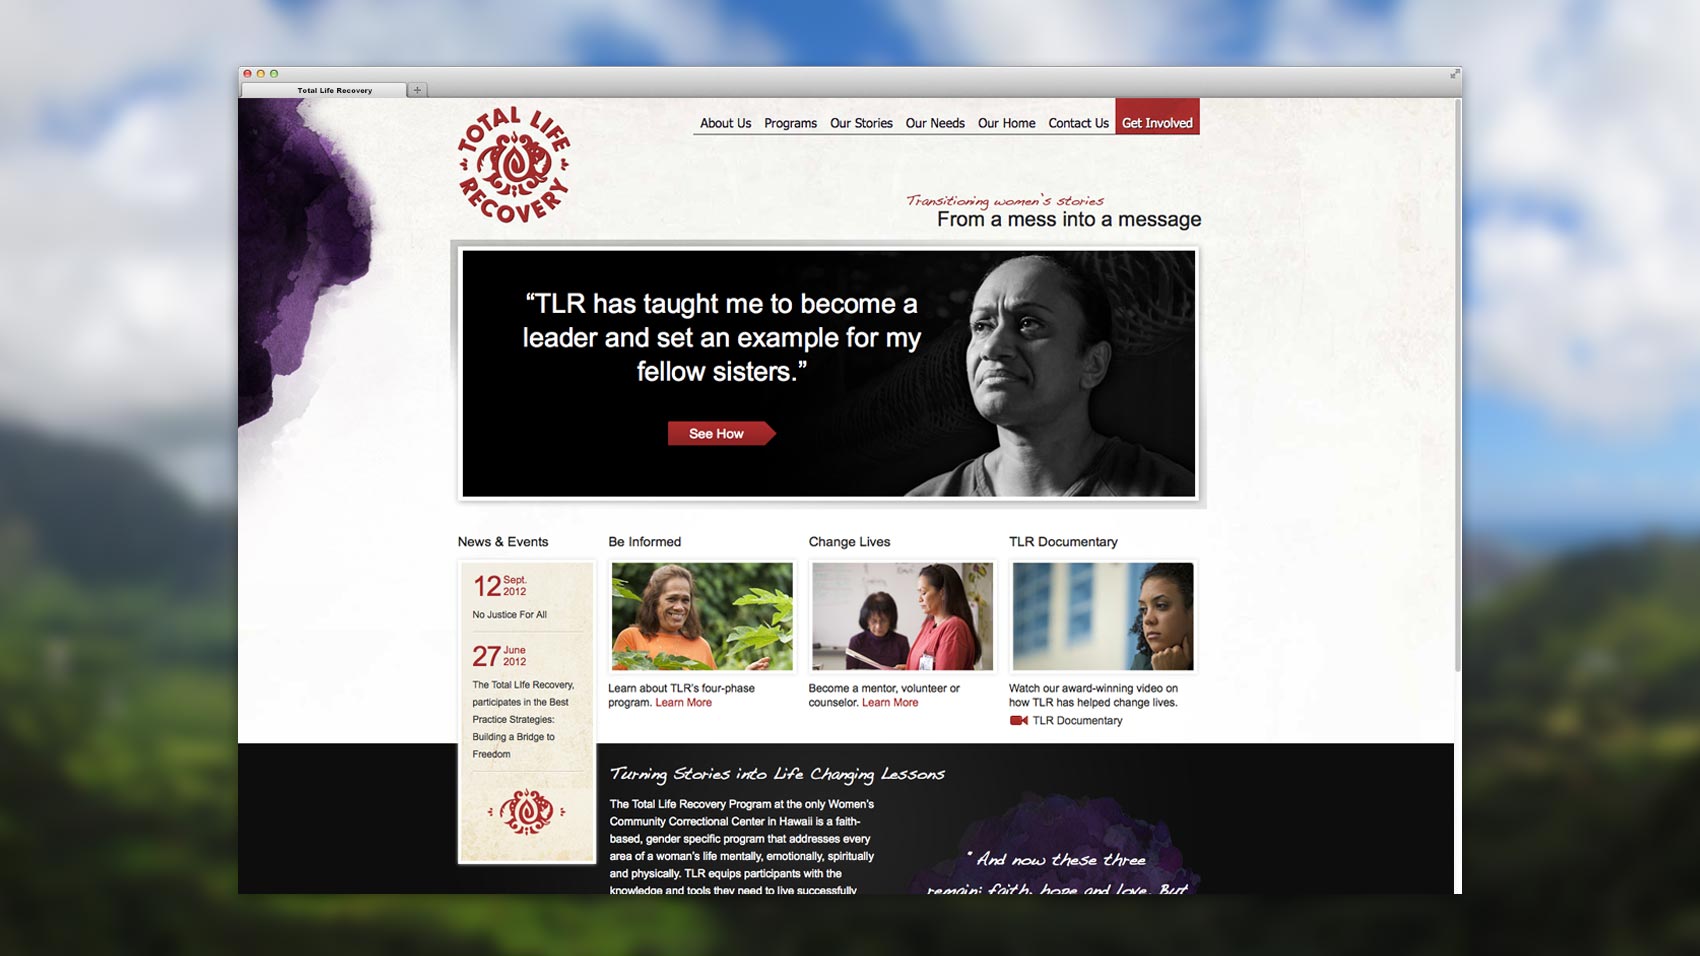 Total Life Recovery
TOTAL LIFE
RECOVERY
About Us Programs Our Stories Our Needs Our Home Contact Us Get Involved
Transitioning women's stories
From a mess into a message
“TLR has taught me to become a
leader and set an example for my
fellow sisters.”
See How
News & Events
12 Sept.
2012
No Justice For All
27 June
2012
The Total LIfe Recovery,
participates in the Best
Practice Strategies:
Building a Bridge to
Freedom
Be Informed
Learn about TLR's four-phase
program. Learn More
Change Lives
Become a mentor, volunteer or
counselor. Learn More
TLR Documentary
Watch our award-winning video on
how TLR has helped change lives.
TLR Documentary
Turning Stories into Life Changing Lessons
The Total Life Recovery Program at the only Women's
Community Correctional Center in Hawaii is a faith-
based, gender specific program that addresses every
area of a woman's life mentally, emotionally, spiritually
and physically. TLR equips participants with the
knowledge and tools they need to live successfully
" And now these three
remain: faith, hope and love. But